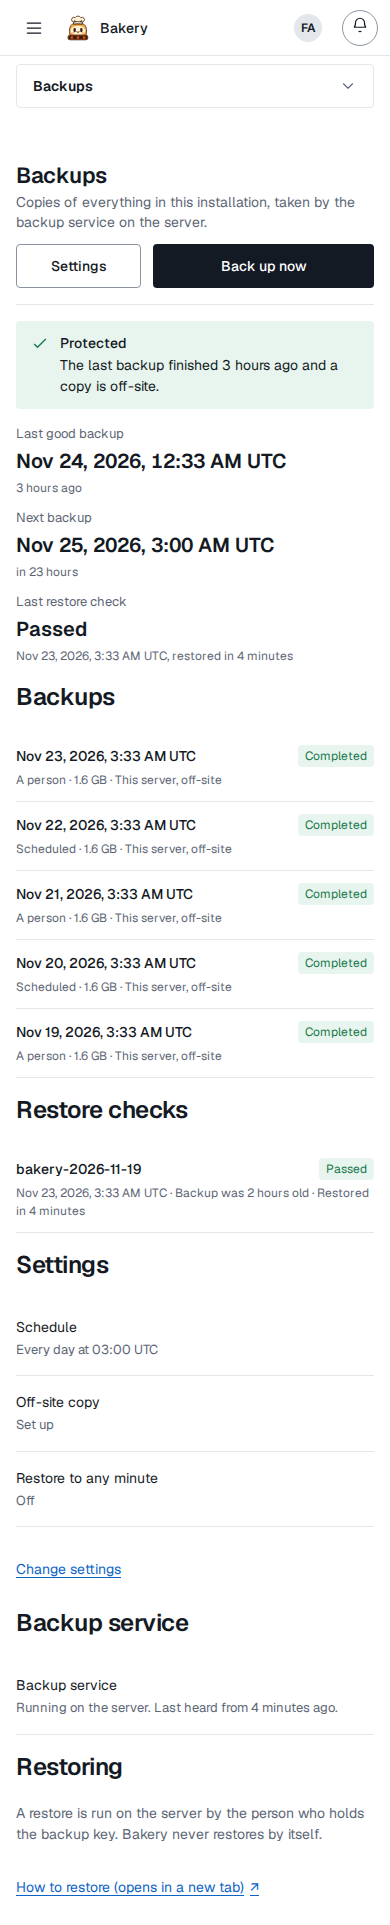 Bakery
FA
Backups
Backups
Copies of everything in this installation, taken by the
backup service on the server.
Settings
Back up now
Protected
The last backup finished 3 hours ago and a
copy is off-site.
Last good backup
Nov 24, 2026, 12:33 AM UTC
3 hours ago
Next backup
Nov 25, 2026, 3:00 AM UTC
in 23 hours
Last restore check
Passed
Nov 23, 2026, 3:33 AM UTC, restored in 4 minutes
Backups
Nov 23, 2026, 3:33 AM UTC
Completed
A person · 1.6 GB · This server, off-site
Nov 22, 2026, 3:33 AM UTC
Completed
Scheduled · 1.6 GB · This server, off-site
Nov 21, 2026, 3:33 AM UTC
Completed
A person · 1.6 GB · This server, off-site
Nov 20, 2026, 3:33 AM UTC
Completed
Scheduled · 1.6 GB · This server, off-site
Nov 19, 2026, 3:33 AM UTC
Completed
A person · 1.6 GB · This server, off-site
Restore checks
bakery-2026-11-19
Passed
Nov 23, 2026, 3:33 AM UTC · Backup was 2 hours old · Restored
in 4 minutes
Settings
Schedule
Every day at 03:00 UTC
Off-site copy
Set up
Restore to any minute
Off
Change settings
Backup service
Backup service
Running on the server. Last heard from 4 minutes ago.
Restoring
A restore is run on the server by the person who holds
the backup key. Bakery never restores by itself.
How to restore (opens in a new tab)